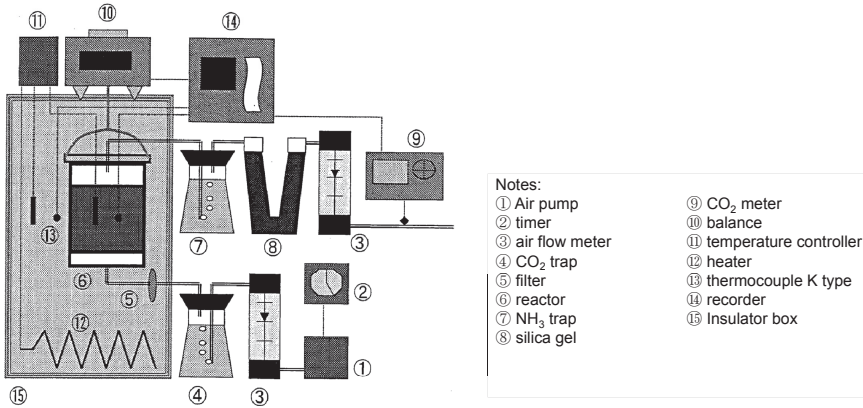 ⑪ ⑩ ⑭
⑨
⑬
⑦ ⑧ ③
⑥ ⑤
②
⑫
④ ③ ①
⑮
Notes:
① Air pump
② timer
③ air flow meter
④ CO₂ trap
⑤ filter
⑥ reactor
⑦ NH₃ trap
⑧ silica gel
⑨ CO₂ meter
⑩ balance
⑪ temperature controller
⑫ heater
⑬ thermocouple K type
⑭ recorder
⑮ Insulator box